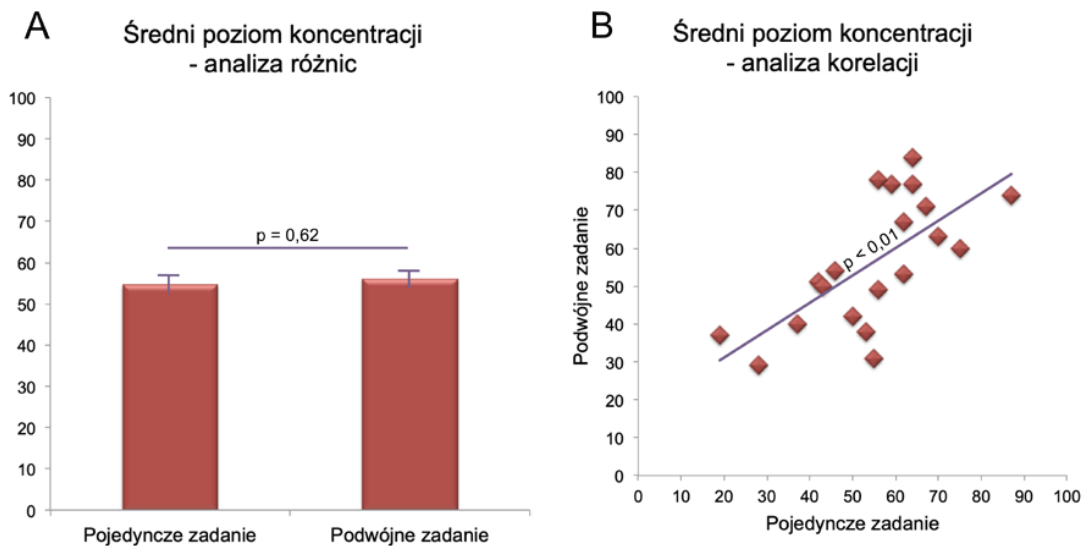 A
Średni poziom koncentracji
- analiza różnic
100
90
80
70
60
50
40
30
20
10
0
p = 0,62
Pojedyncze zadanie
Podwójne zadanie
B
Średni poziom koncentracji
- analiza korelacji
Podwójne zadanie
100
90
80
70
60
50
40
30
20
10
0
p < 0,01
0 10 20 30 40 50 60 70 80 90 100
Pojedyncze zadanie